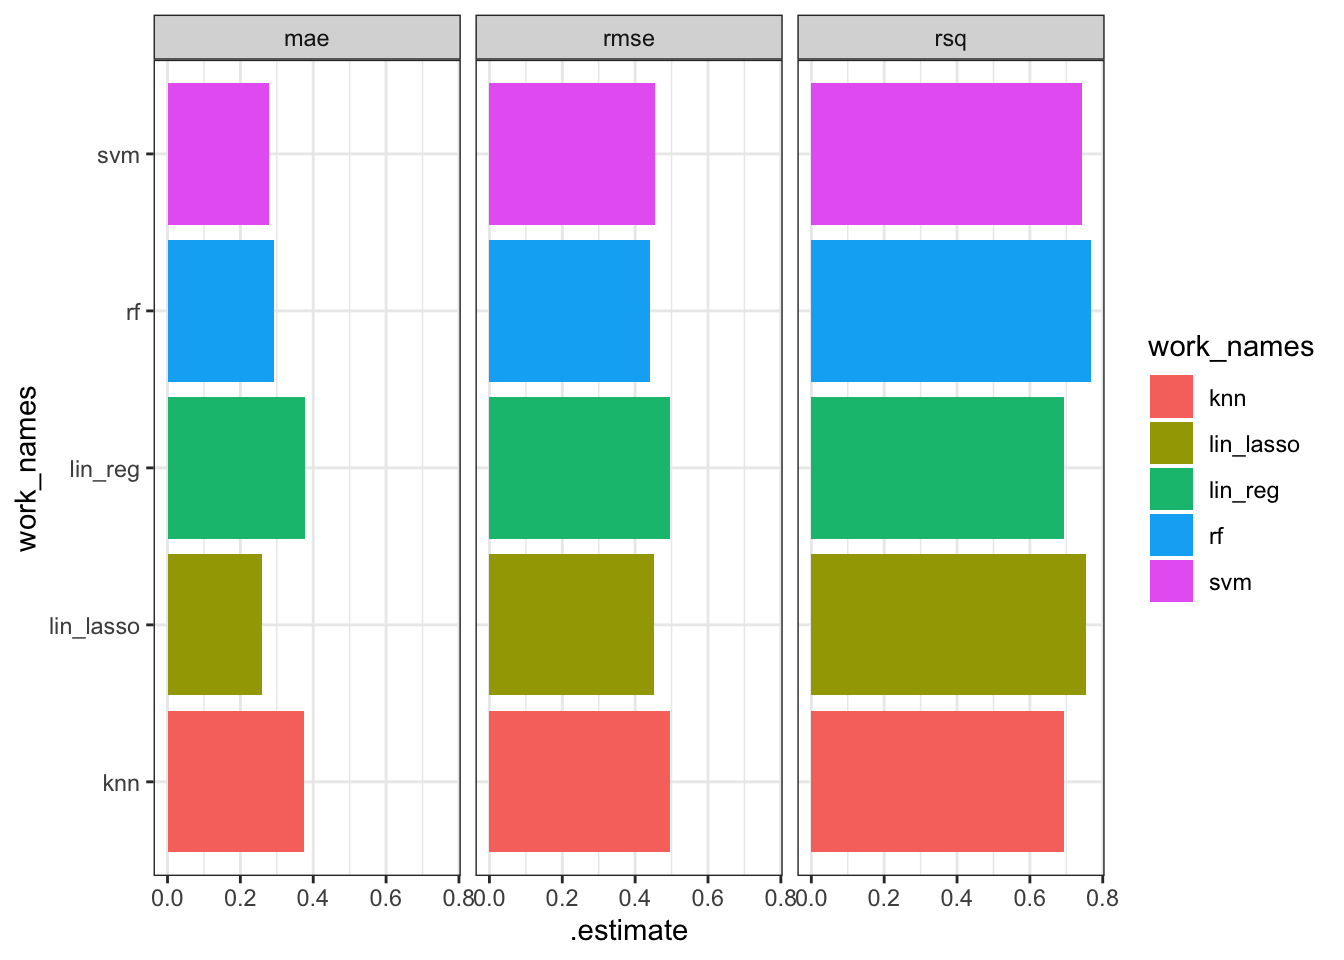 mae rmse rsq
svm
rf
lin_reg
lin_lasso
knn
work_names
0.0 0.2 0.4 0.6 0.8 0.0 0.2 0.4 0.6 0.8 0.0 0.2 0.4 0.6 0.8
.estimate
work_names
knn
lin_lasso
lin_reg
rf
svm